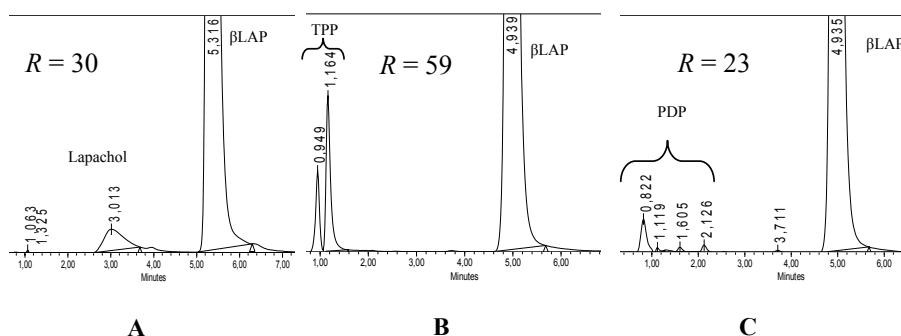 R = 30
5,316
βLAP
Lapachol
1,063
1,325
3,013
1,00 2,00 3,00 4,00 5,00 6,00 7,00
Minutes
A
TPP
0,949
1,164
R = 59
4,939
βLAP
1,00 2,00 3,00 4,00 5,00 6,00
Minutes
B
R = 23
4,935
βLAP
PDP
0,822
1,119
1,605
2,126
3,711
1,00 2,00 3,00 4,00 5,00 6,00
Minutes
C